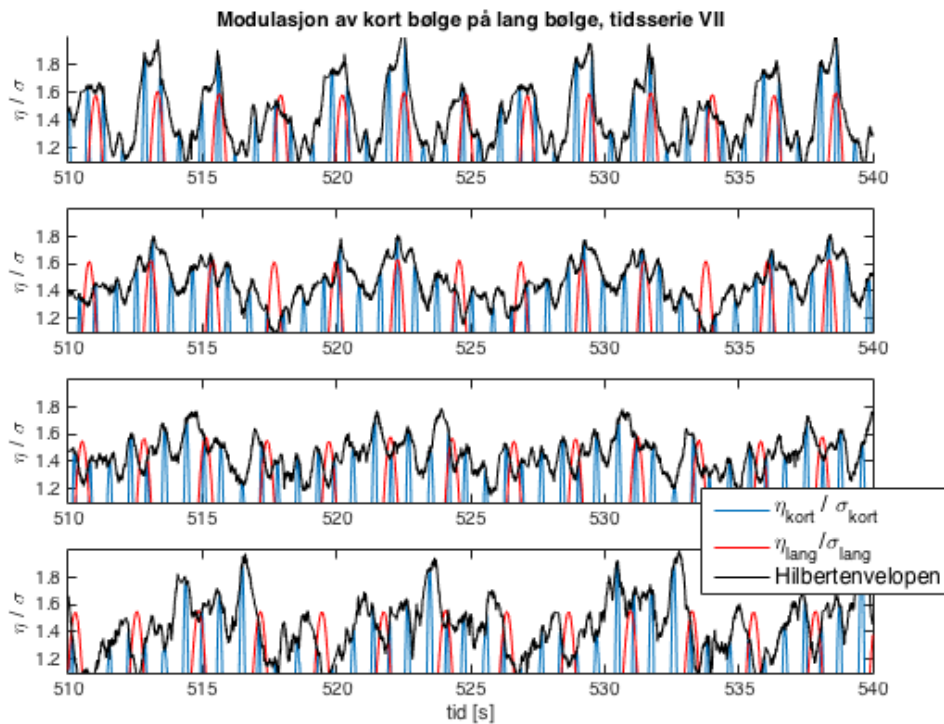 Modulasjon av kort bølge på lang bølge, tidsserie VII
η / σ
1.8
1.6
1.4
1.2
510 515 520 525 530 535 540
η / σ
1.8
1.6
1.4
1.2
510 515 520 525 530 535 540
η / σ
1.8
1.6
1.4
1.2
510 515 520 525 530 535 540
η_kort / σ_kort
η_lang/σ_lang
Hilbertenvelopen
η / σ
1.8
1.6
1.4
1.2
510 515 520 525 530 535 540
tid [s]